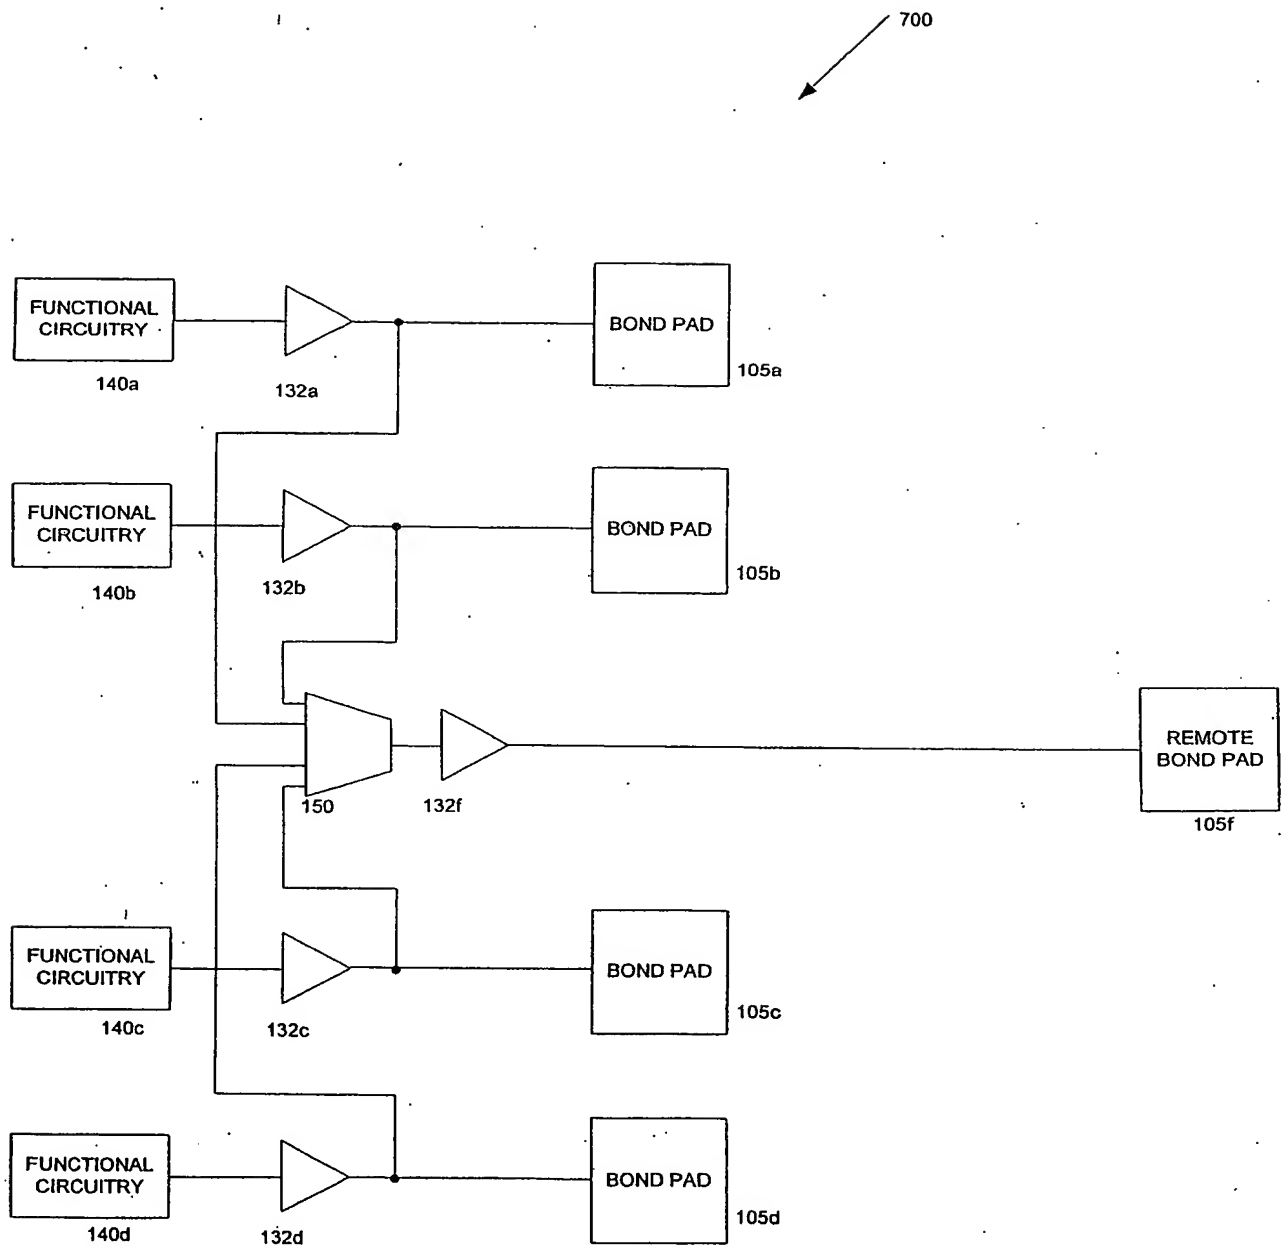 700
FUNCTIONAL
CIRCUITRY
140a
132a
BOND PAD
105a
FUNCTIONAL
CIRCUITRY
140b
132b
BOND PAD
105b
150
132f
REMOTE
BOND PAD
105f
FUNCTIONAL
CIRCUITRY
140c
132c
BOND PAD
105c
FUNCTIONAL
CIRCUITRY
140d
132d
BOND PAD
105d